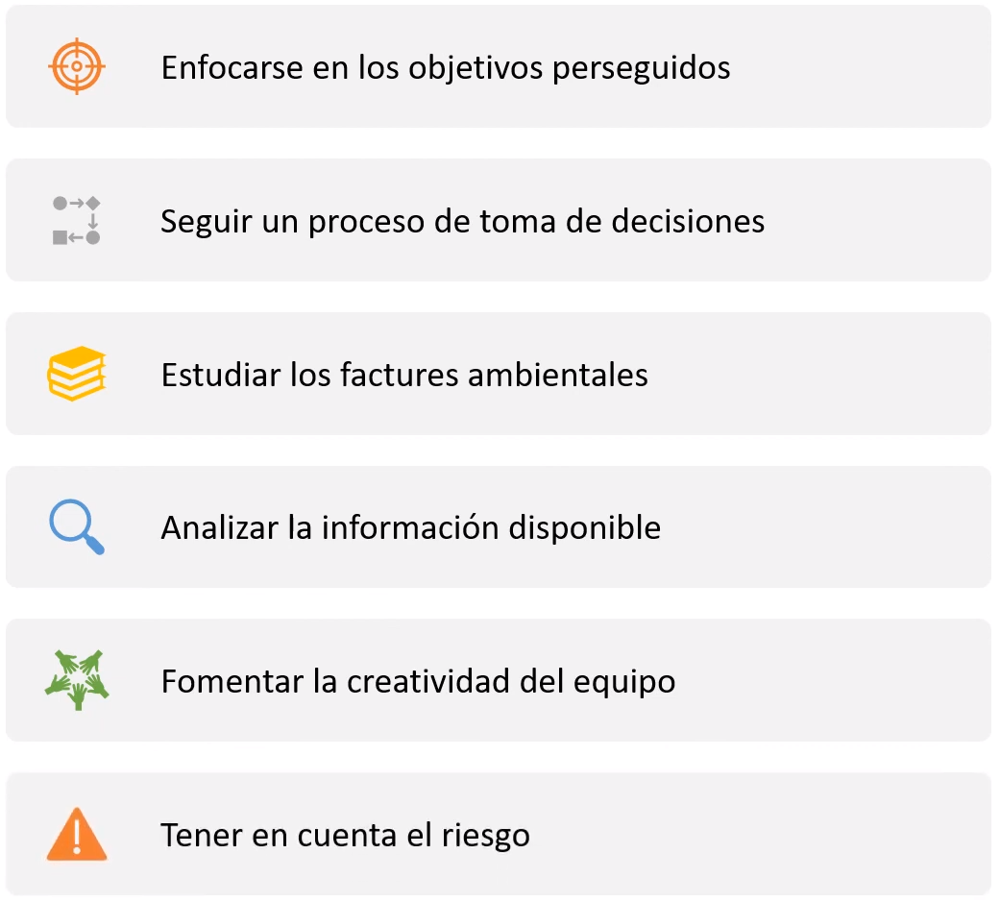 Enfocarse en los objetivos perseguidos
Seguir un proceso de toma de decisiones
Estudiar los factures ambientales
Analizar la información disponible
Fomentar la creatividad del equipo
Tener en cuenta el riesgo